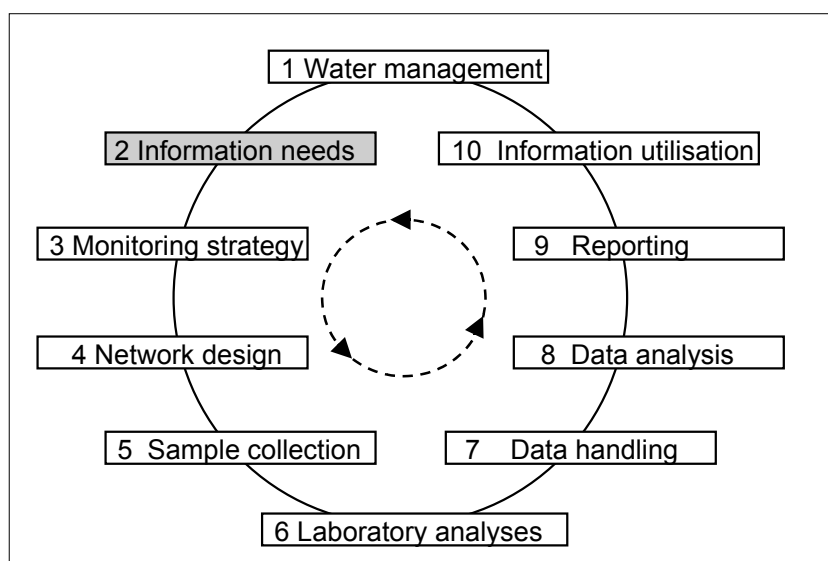 1 Water management
2 Information needs
10 Information utilisation
3 Monitoring strategy
9 Reporting
4 Network design
8 Data analysis
5 Sample collection
7 Data handling
6 Laboratory analyses